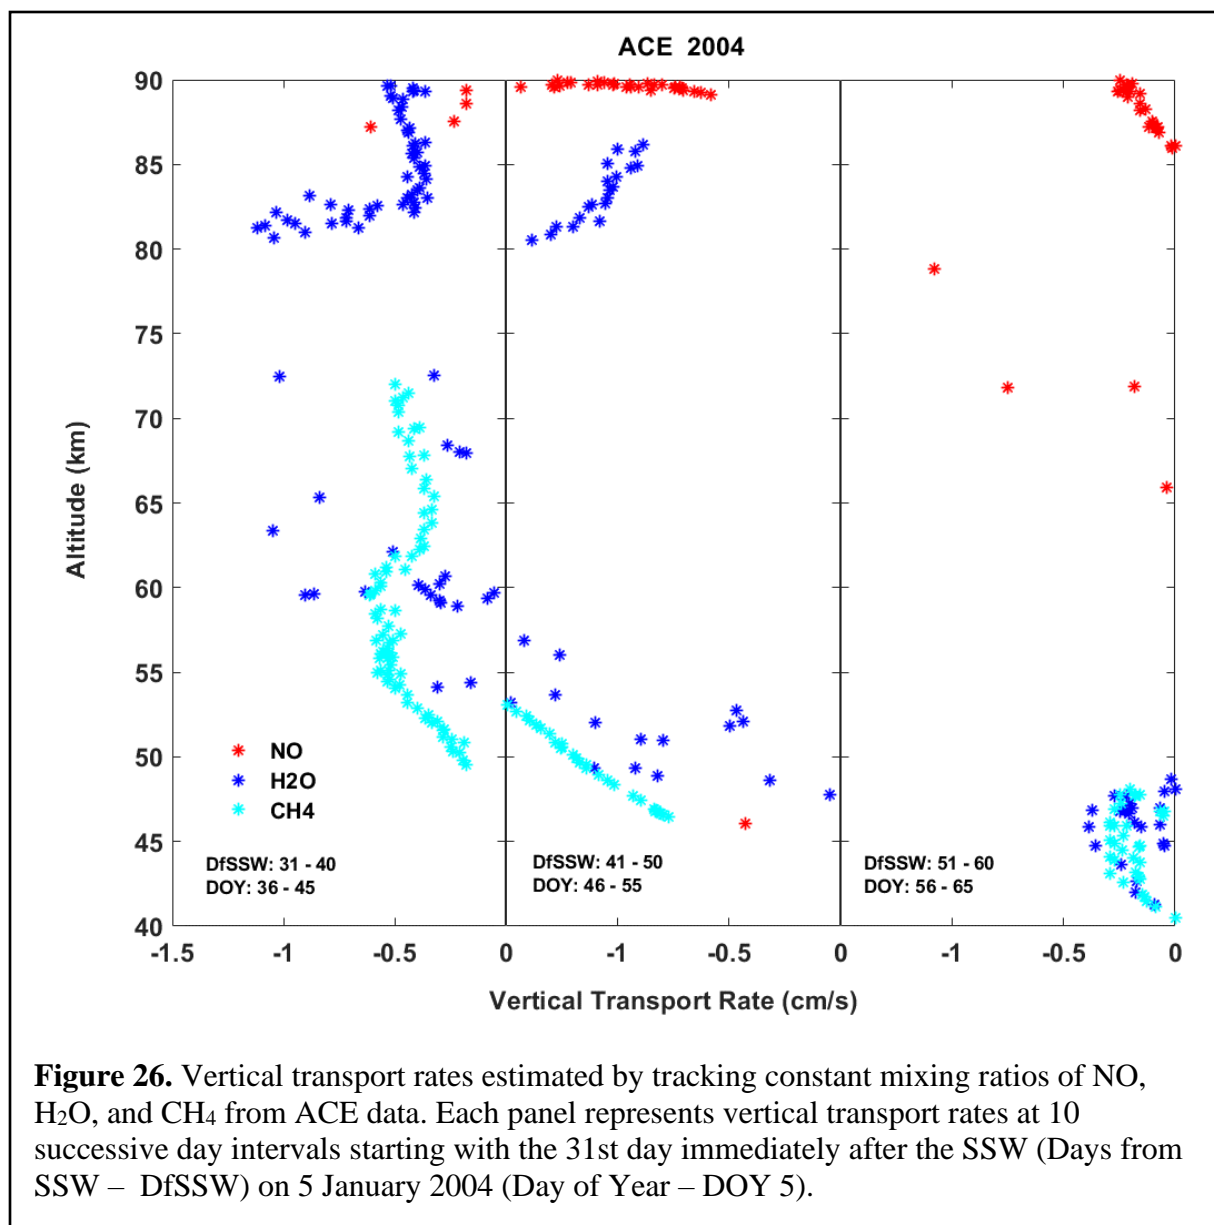 ACE 2004
90
85
80
75
70
65
60
55
50
45
40
Altitude (km)
NO
H2O
CH4
DfSSW: 31 - 40
DOY: 36 - 45
DfSSW: 41 - 50
DOY: 46 - 55
DfSSW: 51 - 60
DOY: 56 - 65
-1.5 -1 -0.5 0 -1 -0.5 0 -1 -0.5 0
Vertical Transport Rate (cm/s)
Figure 26. Vertical transport rates estimated by tracking constant mixing ratios of NO,
H₂O, and CH₄ from ACE data. Each panel represents vertical transport rates at 10
successive day intervals starting with the 31st day immediately after the SSW (Days from
SSW – DfSSW) on 5 January 2004 (Day of Year – DOY 5).